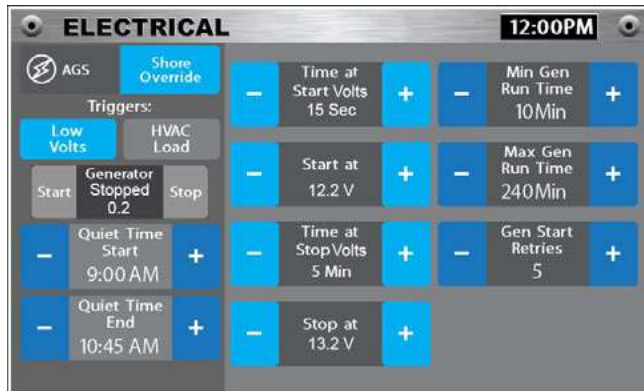 ELECTRICAL
12:00PM
AGS
Shore
Override
Triggers:
Low
Volts
HVAC
Load
Start
Generator
Stopped
0.2
Stop
−
Quiet Time
Start
9:00 AM
+
−
Quiet Time
End
10:45 AM
+
−
Time at
Start Volts
15 Sec
+
−
Start at
12.2 V
+
−
Time at
Stop Volts
5 Min
+
−
Stop at
13.2 V
+
−
Min Gen
Run Time
10Min
+
−
Max Gen
Run Time
240Min
+
−
Gen Start
Retries
5
+